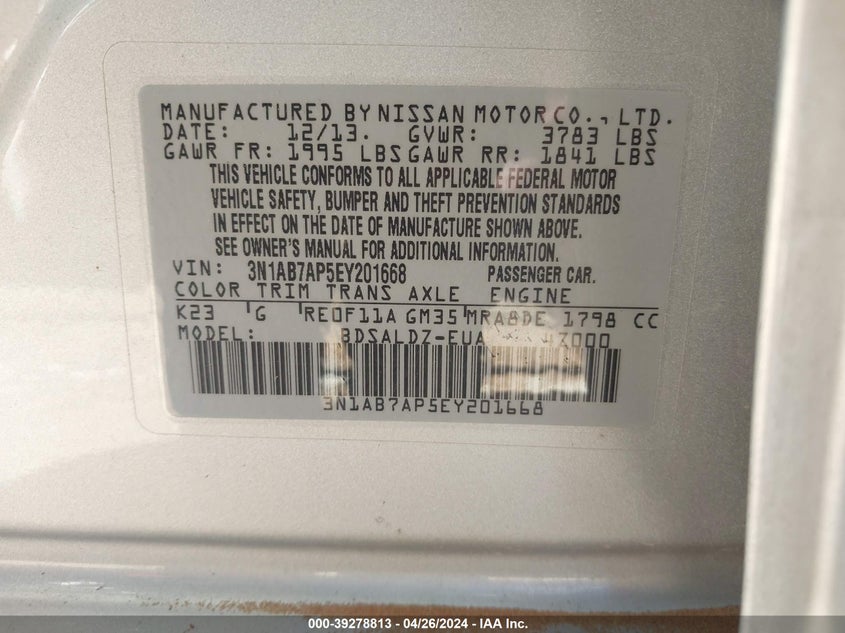 MANUFACTURED BY NISSAN MOTOR CO., LTD.
DATE: 12/13. GVWR: 3783 LBS
GAWR FR: 1995 LBS GAWR RR: 1841 LBS
THIS VEHICLE CONFORMS TO ALL APPLICABLE FEDERAL MOTOR
VEHICLE SAFETY, BUMPER AND THEFT PREVENTION STANDARDS
IN EFFECT ON THE DATE OF MANUFACTURE SHOWN ABOVE.
SEE OWNER'S MANUAL FOR ADDITIONAL INFORMATION.
VIN: 3N1AB7AP5EY201668 PASSENGER CAR.
COLOR TRIM TRANS AXLE ENGINE
K23 G RE0F11A GM35 MRA8DE 1798 CC
MODEL: BDSALDZ-EUA
3N1AB7AP5EY201668
000-39278813 - 04/26/2024 - IAA Inc.